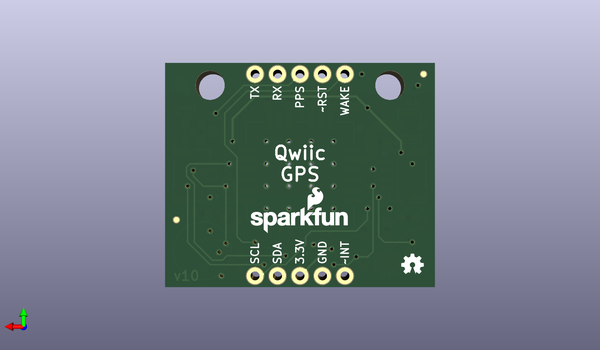 TX RX PPS ~RST WAKE
Qwiic
GPS
sparkfun
SCL SDA 3.3V GND ~INT
v10